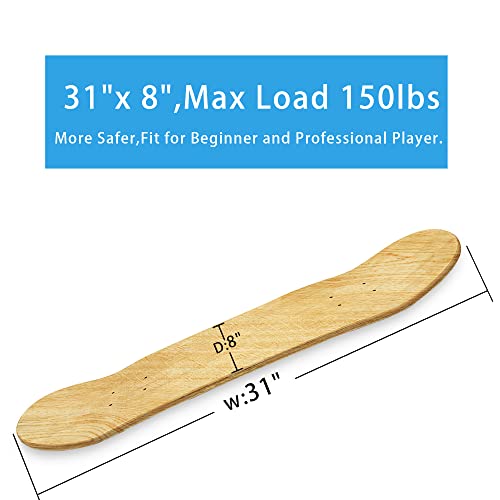 31"x 8",Max Load 150lbs
More Safer,Fit for Beginner and Professional Player.
D:8"
w:31"